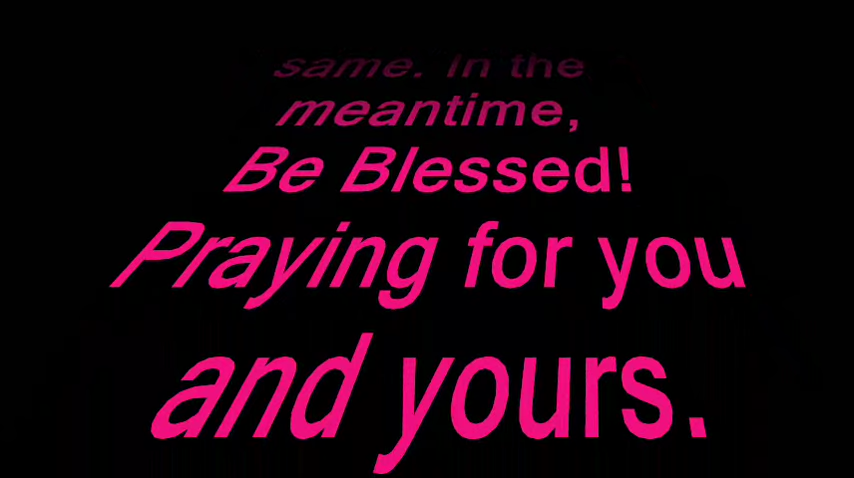 same. In the
meantime,
Be Blessed!
Praying for you
and yours.